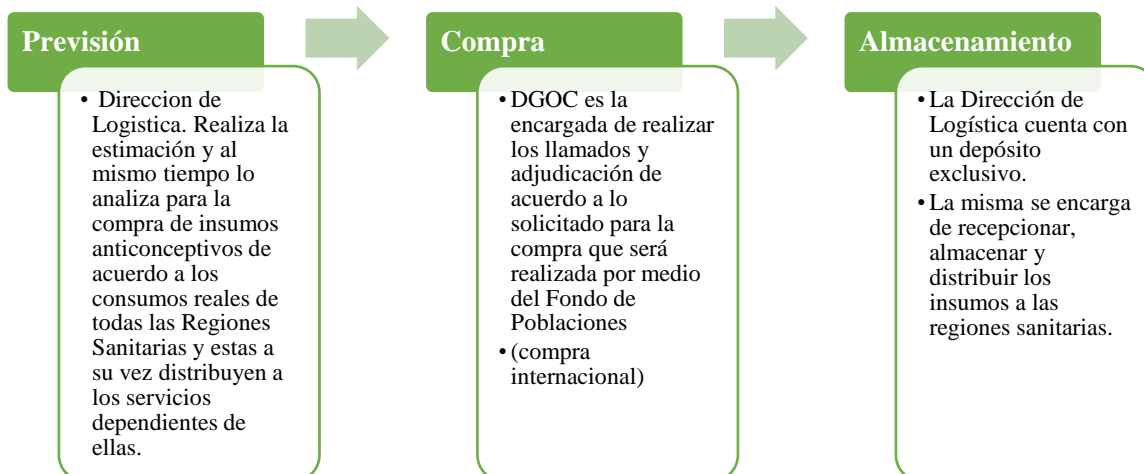 Previsión
• Direccion de
Logistica. Realiza la
estimación y al
mismo tiempo lo
analiza para la
compra de insumos
anticonceptivos de
acuerdo a los
consumos reales de
todas las Regiones
Sanitarias y estas a
su vez distribuyen a
los servicios
dependientes de
ellas.
Compra
• DGOC es la
encargada de realizar
los llamados y
adjudicación de
acuerdo a lo
solicitado para la
compra que será
realizada por medio
del Fondo de
Poblaciones
• (compra
internacional)
Almacenamiento
• La Dirección de
Logística cuenta con
un depósito
exclusivo.
• La misma se encarga
de recepcionar,
almacenar y
distribuir los
insumos a las
regiones sanitarias.